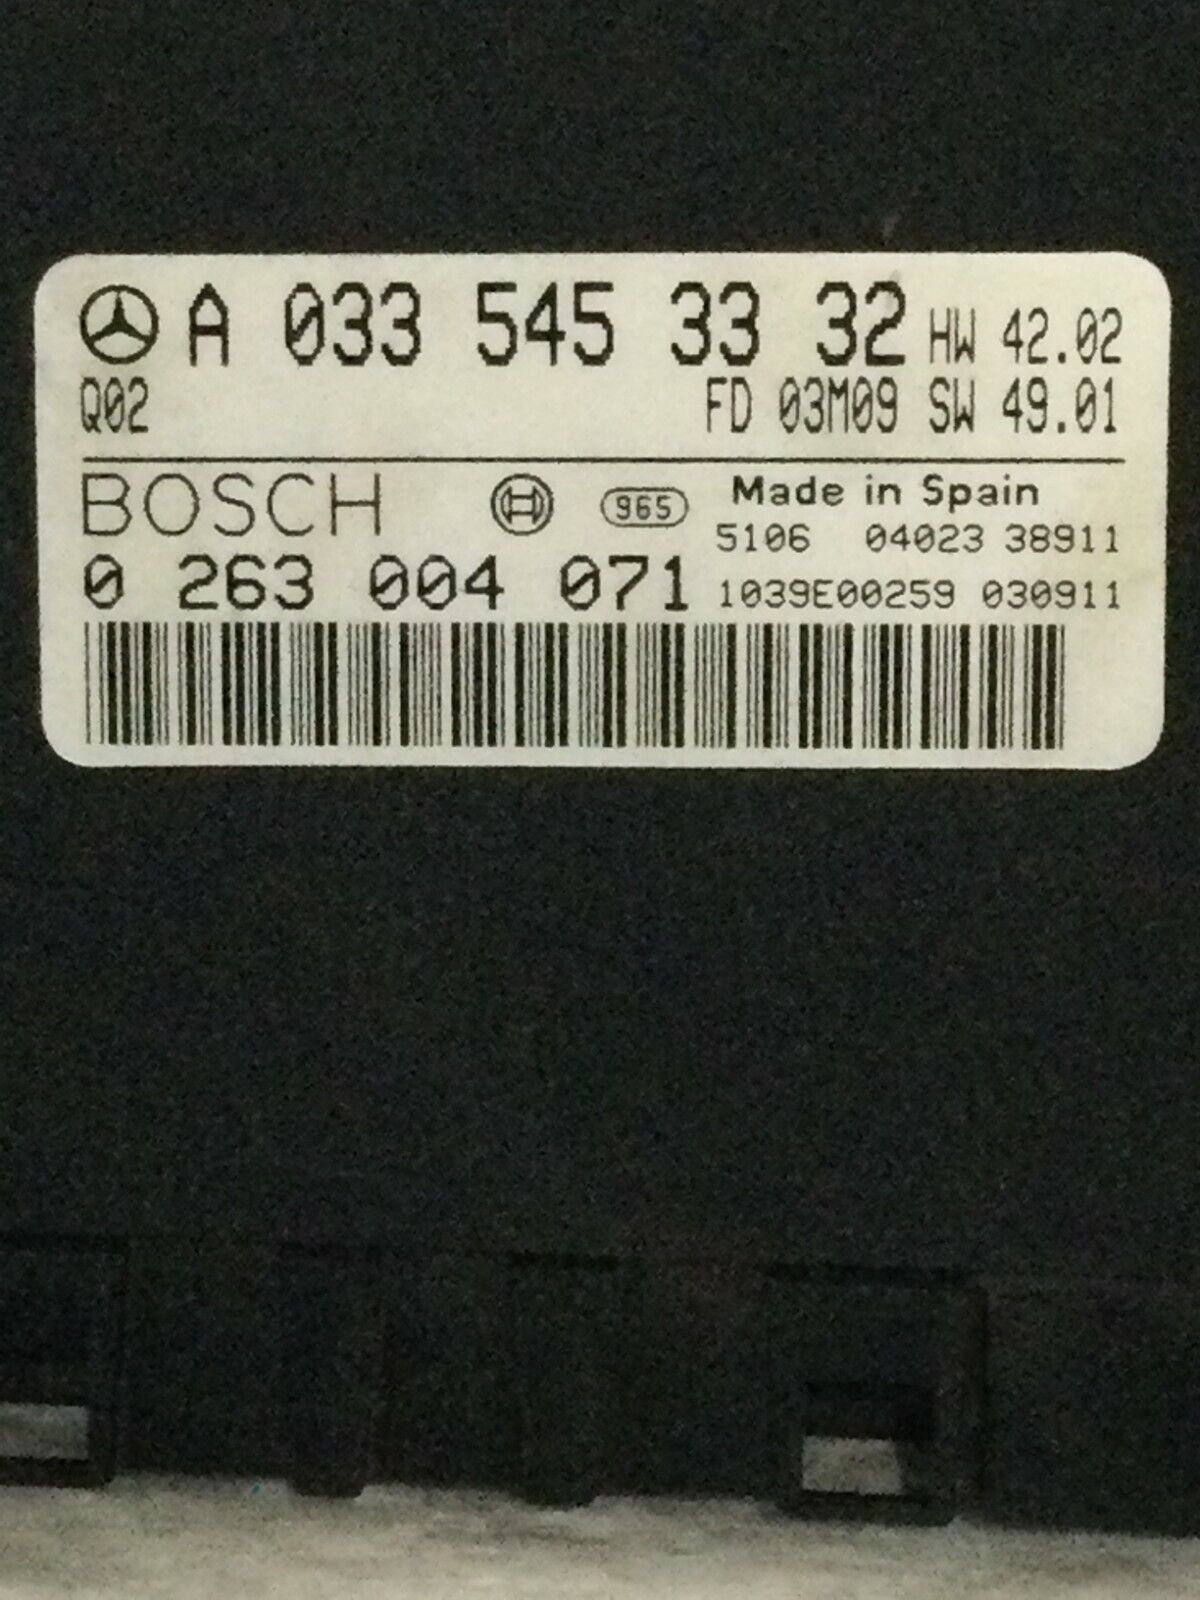 A 033 545 33 32 HW 42.02
Q02 FD 03M09 SW 49.01
BOSCH 965 Made in Spain
5106 04023 38911
0 263 004 071 1039E00259 030911